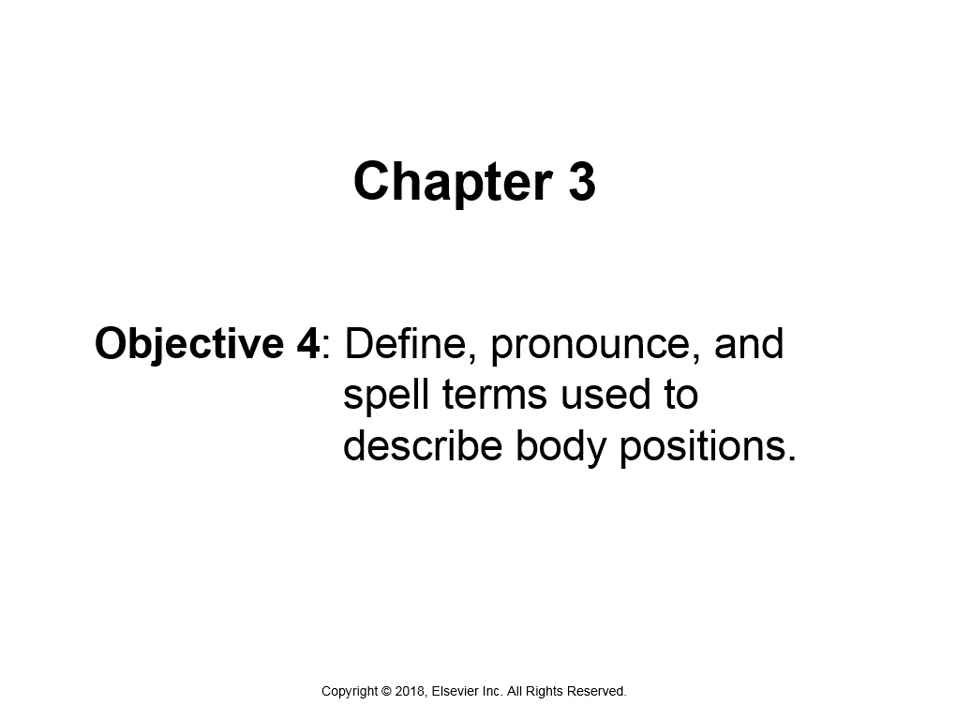 Chapter 3
Objective 4: Define, pronounce, and
spell terms used to
describe body positions.
Copyright © 2018, Elsevier Inc. All Rights Reserved.